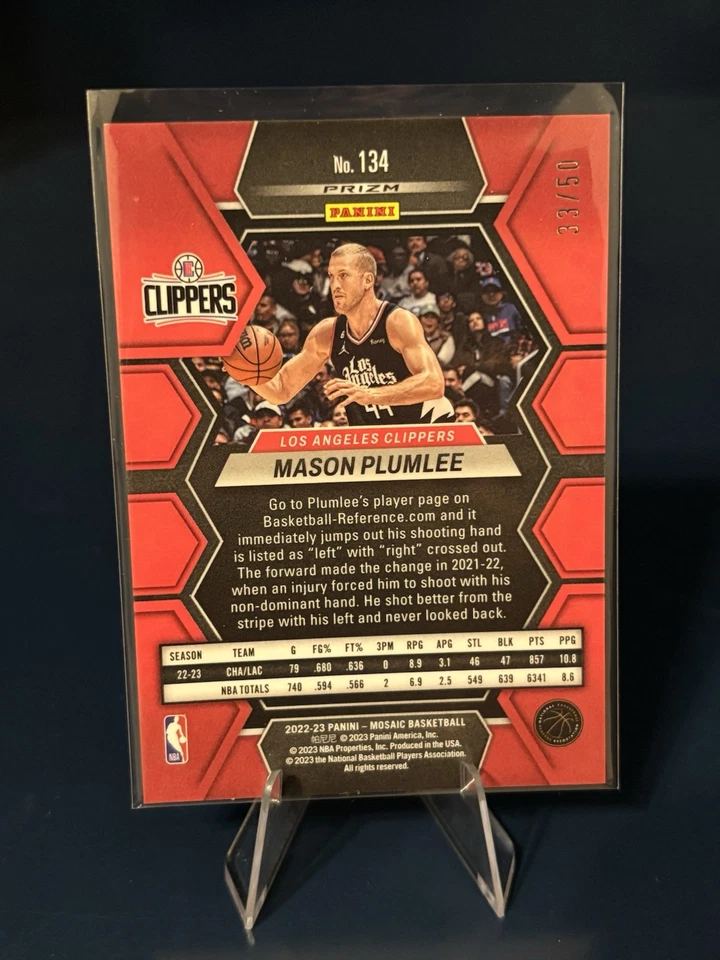 No. 134
PRIZM
PANINI
33/50
CLIPPERS
Los
Angeles
44
LOS ANGELES CLIPPERS
MASON PLUMLEE
Go to Plumlee's player page on
Basketball-Reference.com and it
immediately jumps out his shooting hand
is listed as "left" with "right" crossed out.
The forward made the change in 2021-22,
when an injury forced him to shoot with his
non-dominant hand. He shot better from the
stripe with his left and never looked back.
SEASON TEAM G FG% FT% 3PM RPG APG STL BLK PTS PPG
22-23 CHA/LAC 79 .680 .636 0 8.9 3.1 46 47 857 10.8
NBA TOTALS 740 .594 .566 2 6.9 2.5 549 639 6341 8.6
NBA
2022-23 PANINI – MOSAIC BASKETBALL
帕尼尼 © 2023 Panini America, Inc.
© 2023 NBA Properties, Inc. Produced in the USA.
© 2023 the National Basketball Players Association.
All rights reserved.